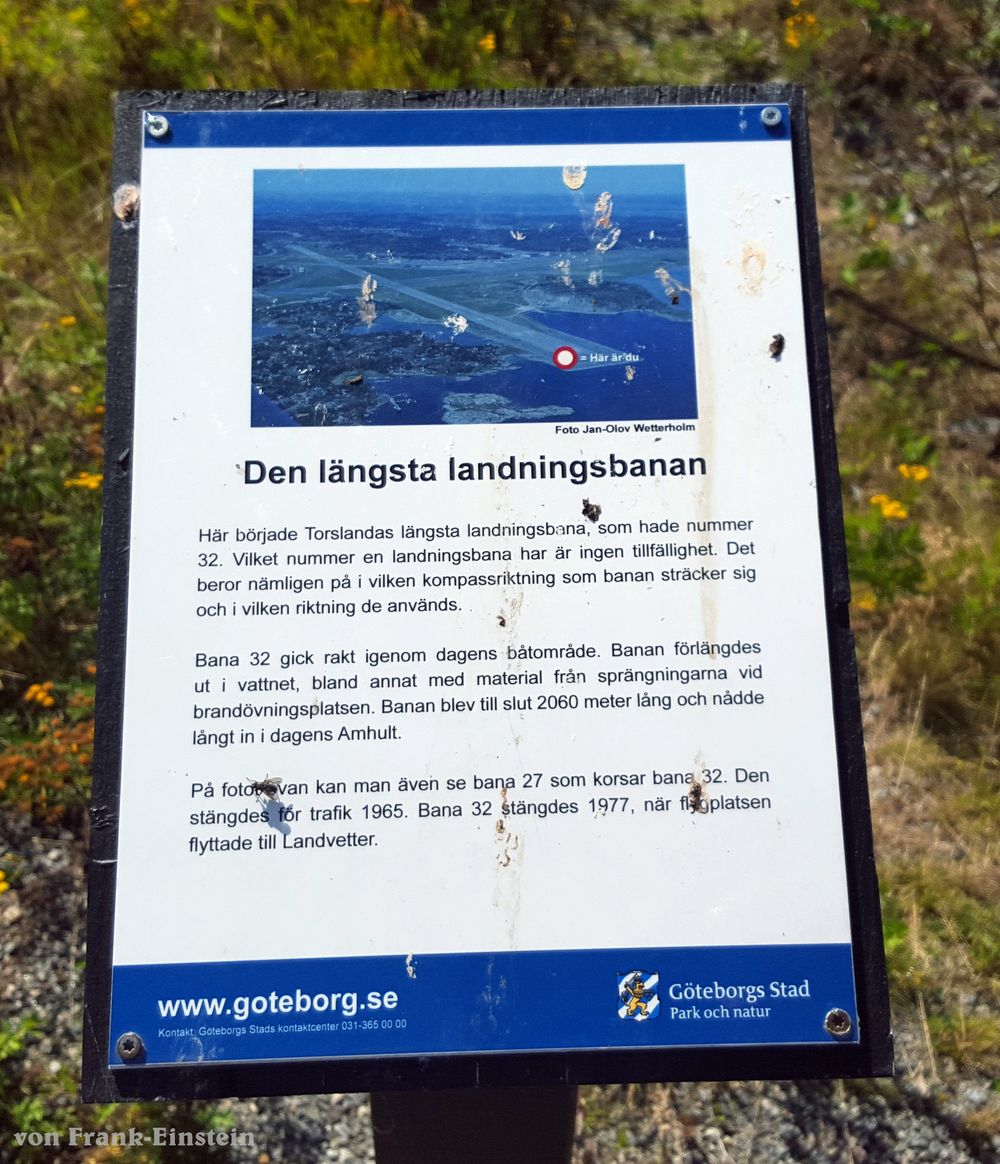 = Här är du
Foto Jan-Olov Wetterholm
Den längsta landningsbanan
Här började Torslandas längsta landningsbana, som hade nummer
32. Vilket nummer en landningsbana har är ingen tillfällighet. Det
beror nämligen på i vilken kompassriktning som banan sträcker sig
och i vilken riktning de används.
Bana 32 gick rakt igenom dagens båtområde. Banan förlängdes
ut i vattnet, bland annat med material från sprängningarna vid
brandövningsplatsen. Banan blev till slut 2060 meter lång och nådde
långt in i dagens Amhult.
På fotot ovan kan man även se bana 27 som korsar bana 32. Den
stängdes för trafik 1965. Bana 32 stängdes 1977, när flygplatsen
flyttade till Landvetter.
www.goteborg.se
Kontakt: Göteborgs Stads kontaktcenter 031-365 00 00
Göteborgs Stad
Park och natur
von Frank-Einstein